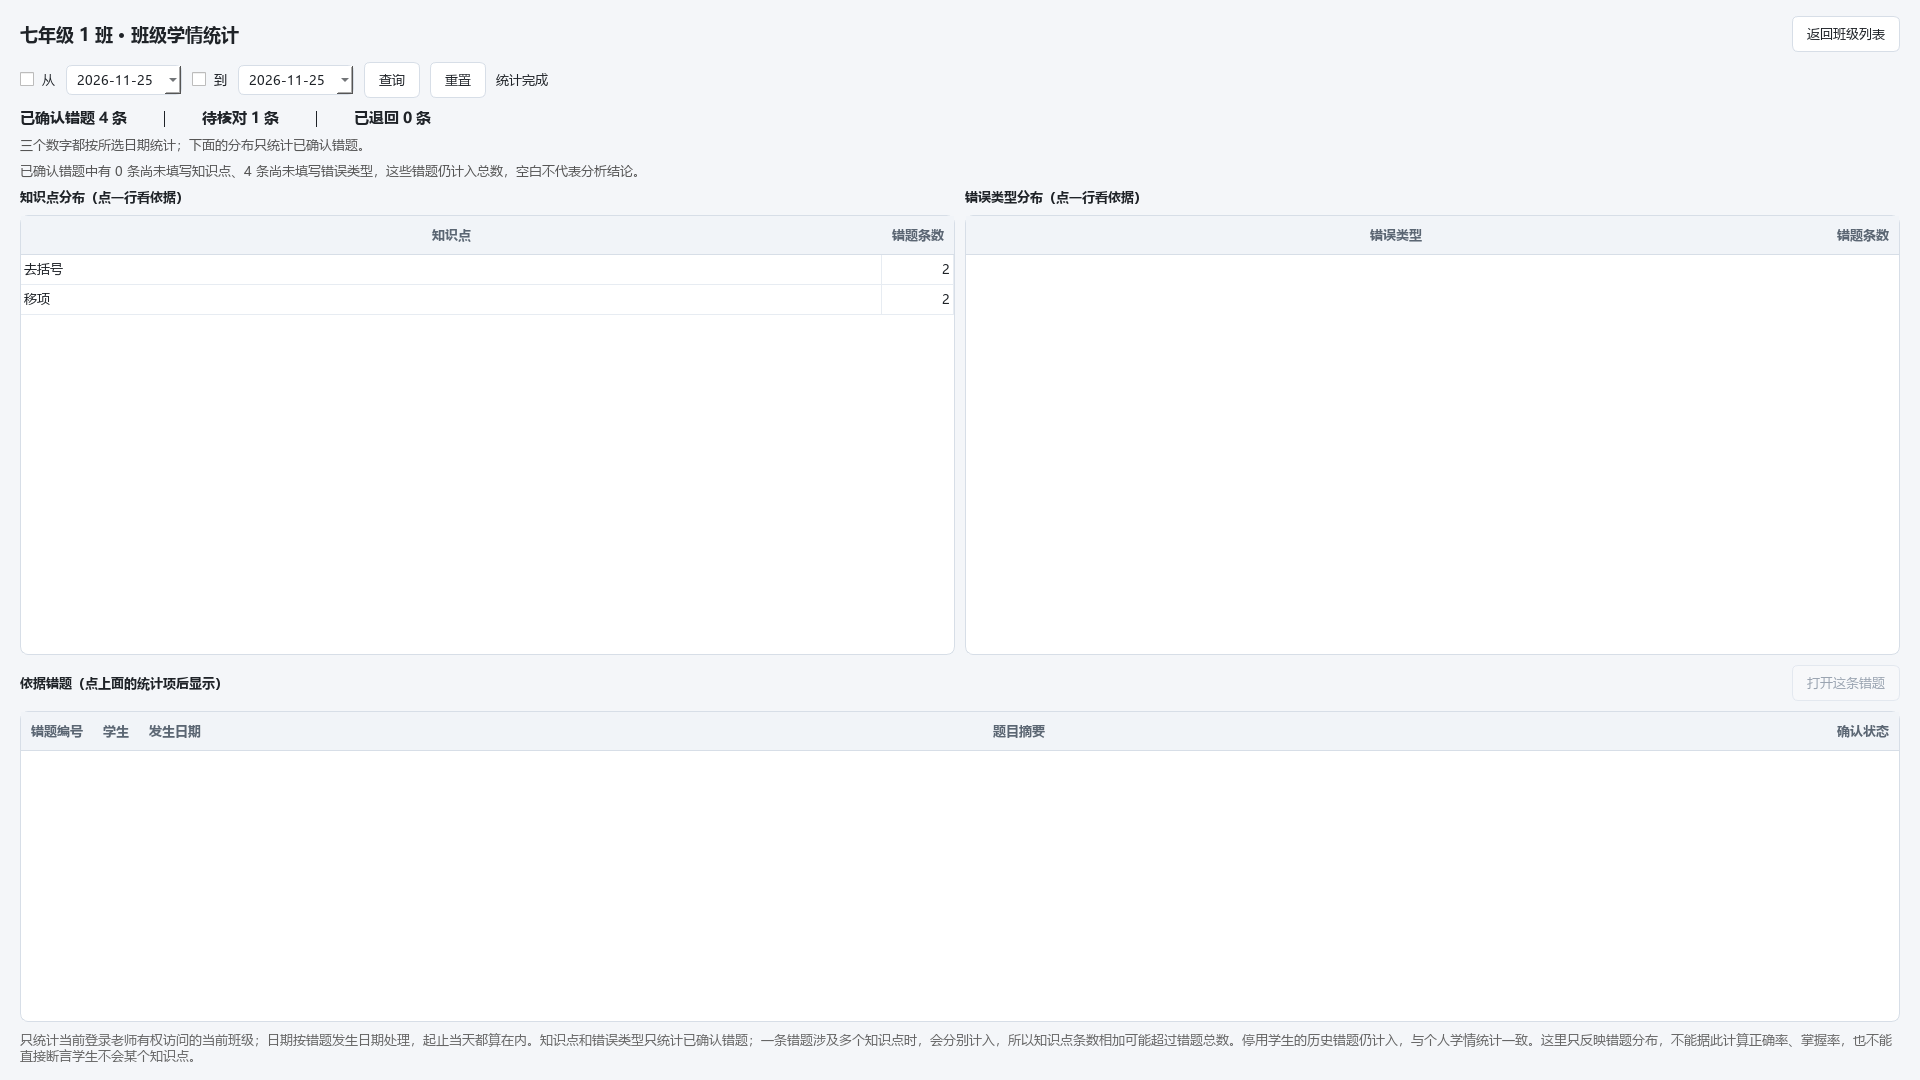 七年级 1 班 · 班级学情统计
返回班级列表
从 2026-11-25 到 2026-11-25 查询 重置 统计完成
已确认错题 4 条 | 待核对 1 条 | 已退回 0 条
三个数字都按所选日期统计；下面的分布只统计已确认错题。
已确认错题中有 0 条尚未填写知识点、4 条尚未填写错误类型，这些错题仍计入总数，空白不代表分析结论。
知识点分布（点一行看依据）
知识点 错题条数
去括号 2
移项 2
错误类型分布（点一行看依据）
错误类型 错题条数
依据错题（点上面的统计项后显示）
打开这条错题
错题编号 学生 发生日期 题目摘要 确认状态
只统计当前登录老师有权访问的当前班级；日期按错题发生日期处理，起止当天都算在内。知识点和错误类型只统计已确认错题；一条错题涉及多个知识点时，会分别计入，所以知识点条数相加可能超过错题总数。停用学生的历史错题仍计入，与个人学情统计一致。这里只反映错题分布，不能据此计算正确率、掌握率，也不能
直接断言学生不会某个知识点。